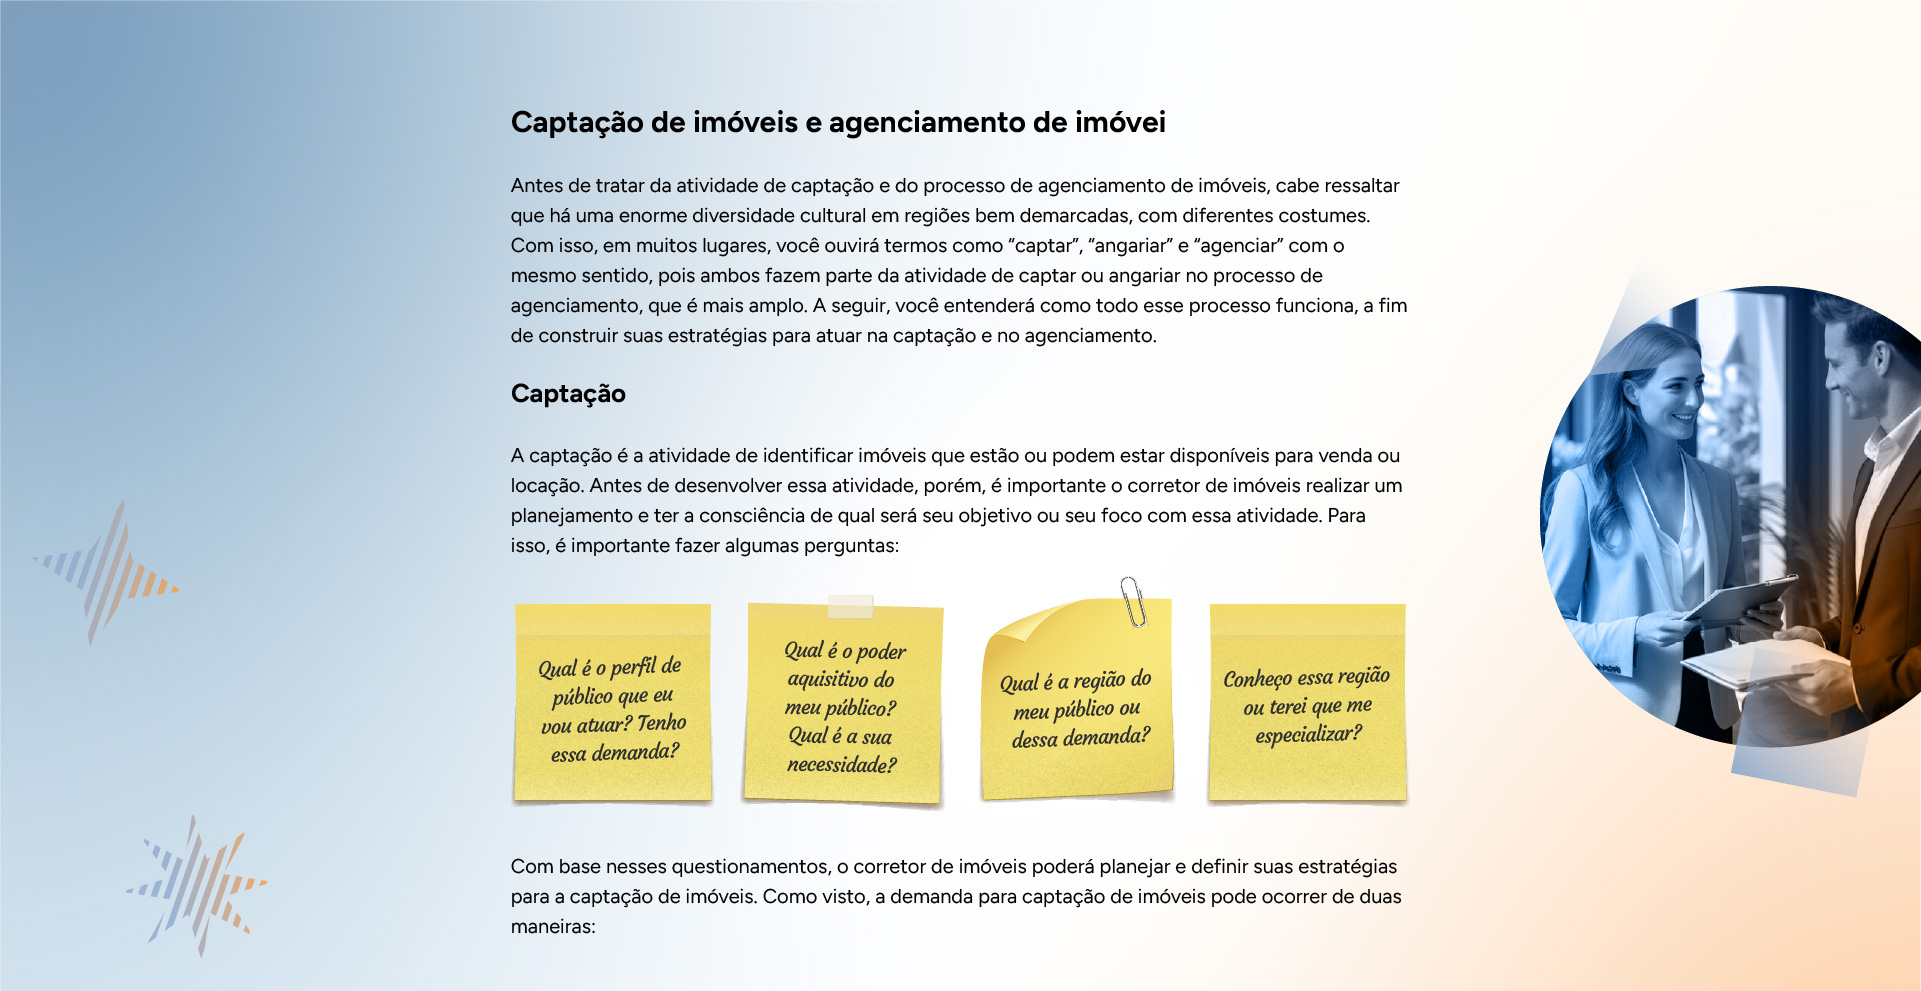 Captação de imóveis e agenciamento de imóvei
Antes de tratar da atividade de captação e do processo de agenciamento de imóveis, cabe ressaltar
que há uma enorme diversidade cultural em regiões bem demarcadas, com diferentes costumes.
Com isso, em muitos lugares, você ouvirá termos como “captar”, “angariar” e “agenciar” com o
mesmo sentido, pois ambos fazem parte da atividade de captar ou angariar no processo de
agenciamento, que é mais amplo. A seguir, você entenderá como todo esse processo funciona, a fim
de construir suas estratégias para atuar na captação e no agenciamento.
Captação
A captação é a atividade de identificar imóveis que estão ou podem estar disponíveis para venda ou
locação. Antes de desenvolver essa atividade, porém, é importante o corretor de imóveis realizar um
planejamento e ter a consciência de qual será seu objetivo ou seu foco com essa atividade. Para
isso, é importante fazer algumas perguntas:
Qual é o perfil de
público que eu
vou atuar? Tenho
essa demanda?
Qual é o poder
aquisitivo do
meu público?
Qual é a sua
necessidade?
Qual é a região do
meu público ou
dessa demanda?
Conheço essa região
ou terei que me
especializar?
Com base nesses questionamentos, o corretor de imóveis poderá planejar e definir suas estratégias
para a captação de imóveis. Como visto, a demanda para captação de imóveis pode ocorrer de duas
maneiras: